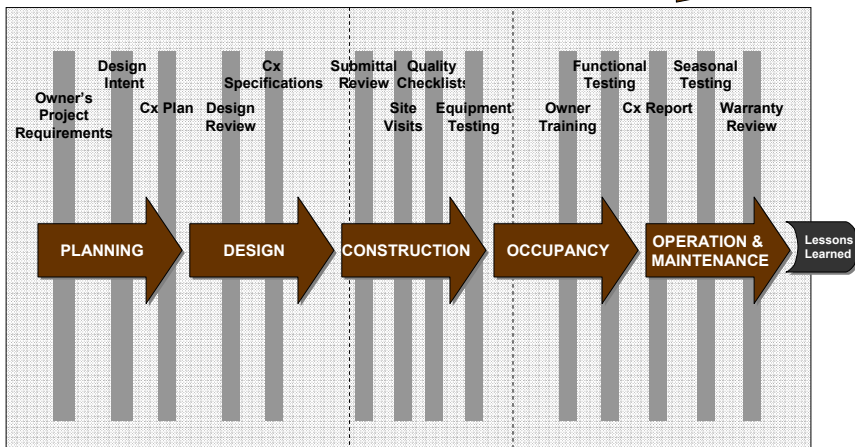 Owner's
Project
Requirements
Design
Intent
Cx Plan
Design
Review
Cx
Specifications
Submittal
Review
Site
Visits
Quality
Checklists
Equipment
Testing
Owner
Training
Functional
Testing
Cx Report
Seasonal
Testing
Warranty
Review
PLANNING
DESIGN
CONSTRUCTION
OCCUPANCY
OPERATION &
MAINTENANCE
Lessons
Learned